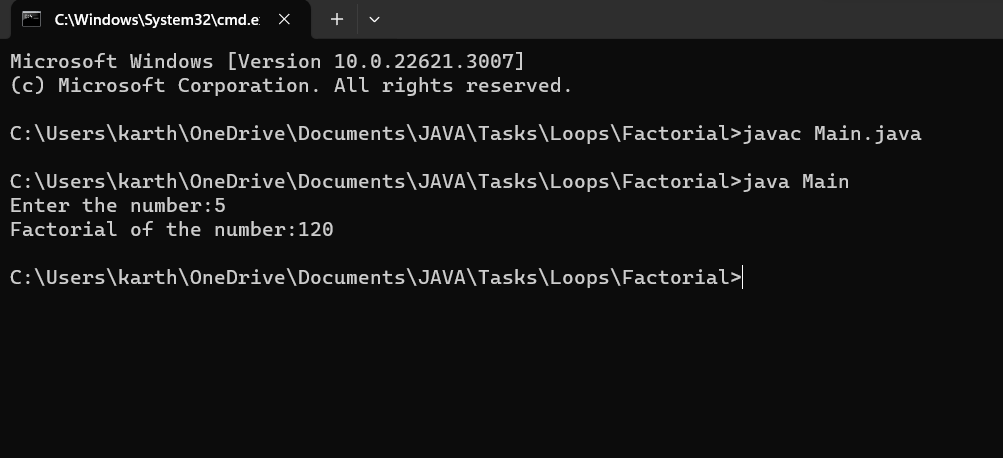 C:\Windows\System32\cmd.e
Microsoft Windows [Version 10.0.22621.3007]
(c) Microsoft Corporation. All rights reserved.
C:\Users\karth\OneDrive\Documents\JAVA\Tasks\Loops\Factorial>javac Main.java
C:\Users\karth\OneDrive\Documents\JAVA\Tasks\Loops\Factorial>java Main
Enter the number:5
Factorial of the number:120
C:\Users\karth\OneDrive\Documents\JAVA\Tasks\Loops\Factorial>